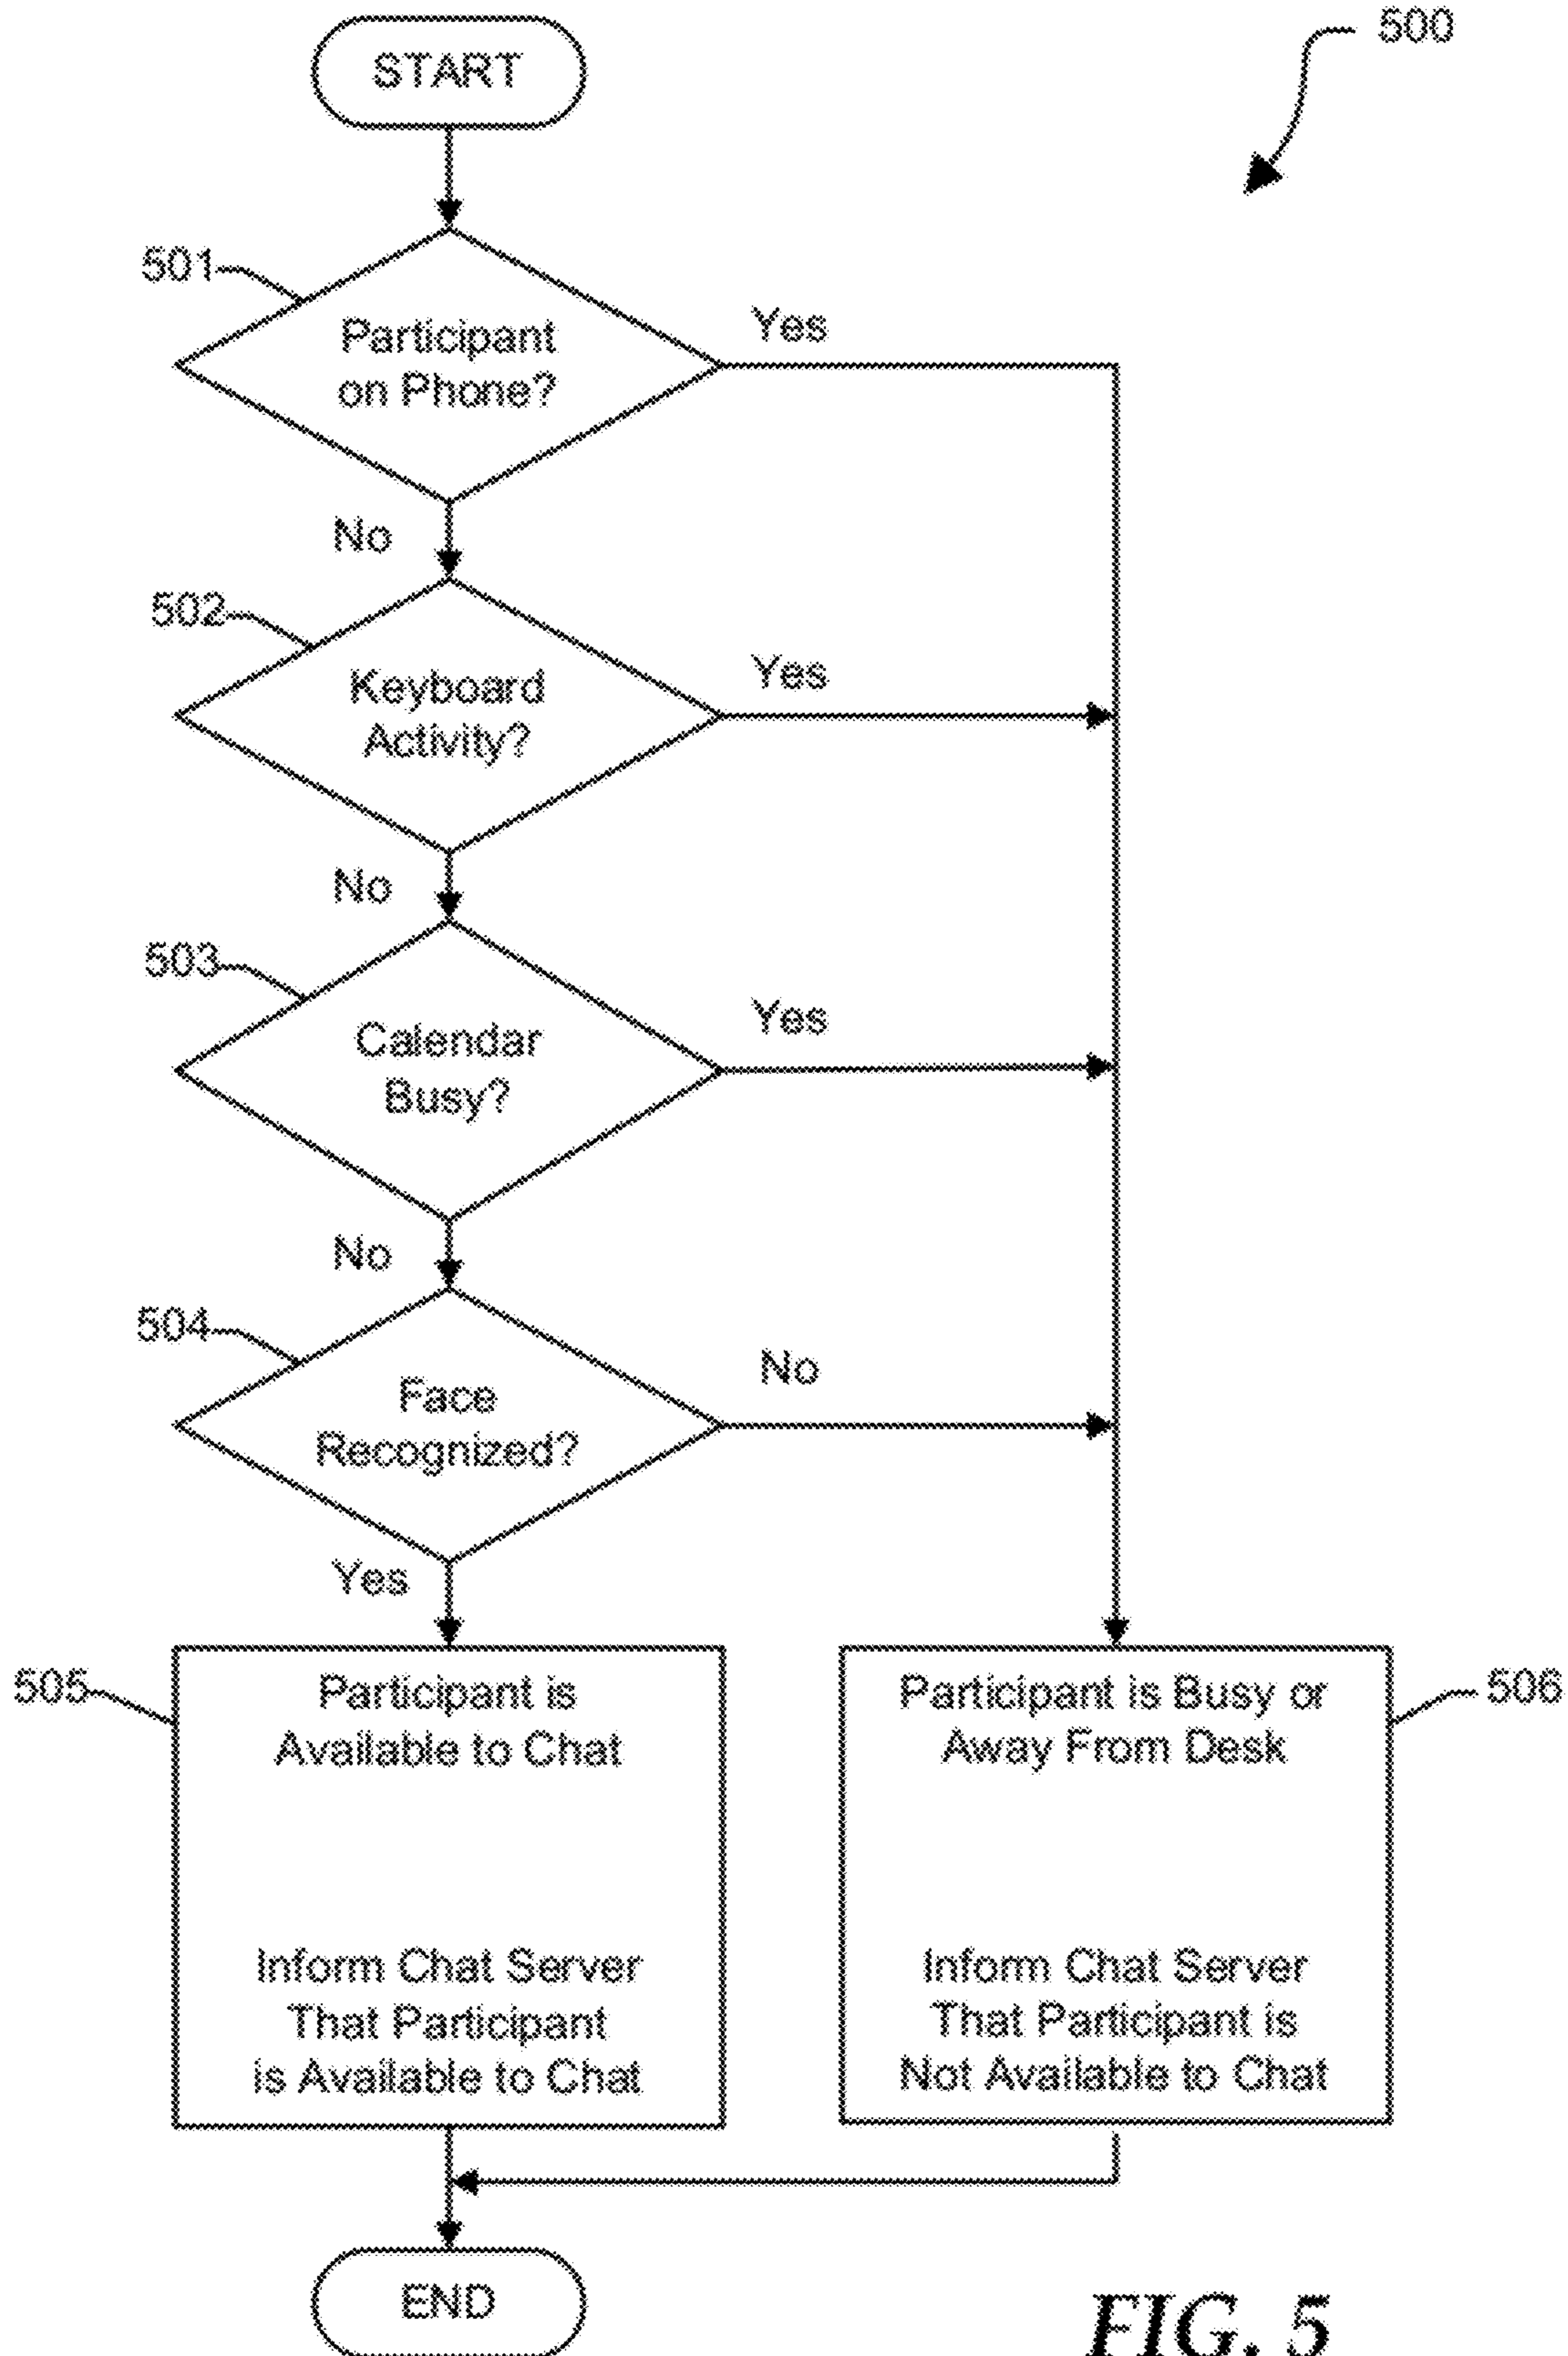 START
500
501
Participant
on Phone?
Yes
No
502
Keyboard
Activity?
Yes
No
503
Calendar
Busy?
Yes
No
504
Face
Recognized?
No
Yes
505
Participant is
Available to Chat
Inform Chat Server
That Participant
is Available to Chat
Participant is Busy or
Away From Desk
Inform Chat Server
That Participant is
Not Available to Chat
506
END
FIG. 5